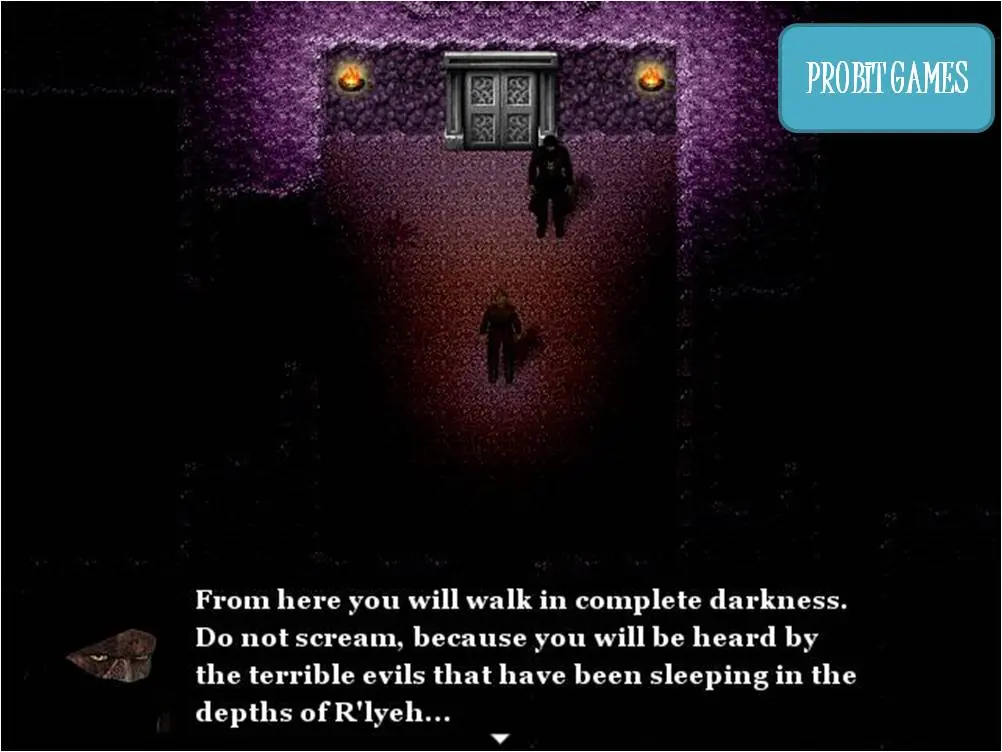 PROBIT GAMES
From here you will walk in complete darkness.
Do not scream, because you will be heard by
the terrible evils that have been sleeping in the
depths of R'lyeh...